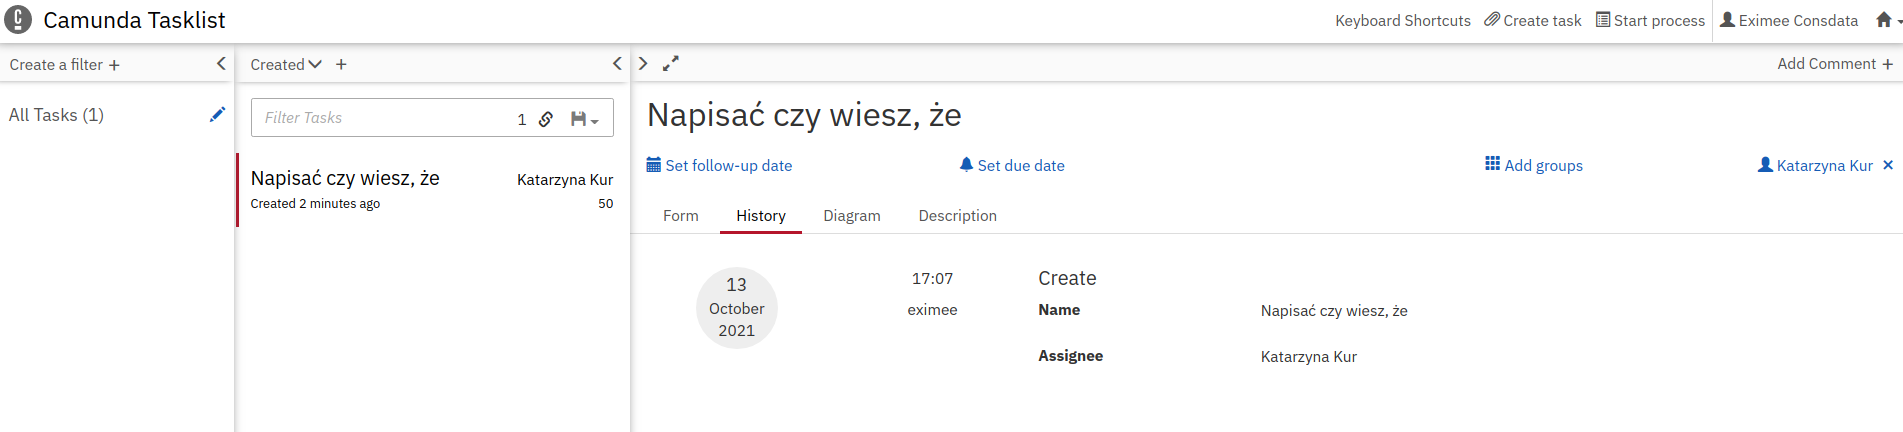 Camunda Tasklist
Keyboard Shortcuts Create task Start process Eximee Consdata
Create a filter +
Created +
Add Comment +
All Tasks (1)
Filter Tasks 1
Napisać czy wiesz, że Katarzyna Kur
Created 2 minutes ago 50
Napisać czy wiesz, że
Set follow-up date Set due date Add groups Katarzyna Kur ×
Form History Diagram Description
13
October
2021
17:07
eximee
Create
Name Napisać czy wiesz, że
Assignee Katarzyna Kur